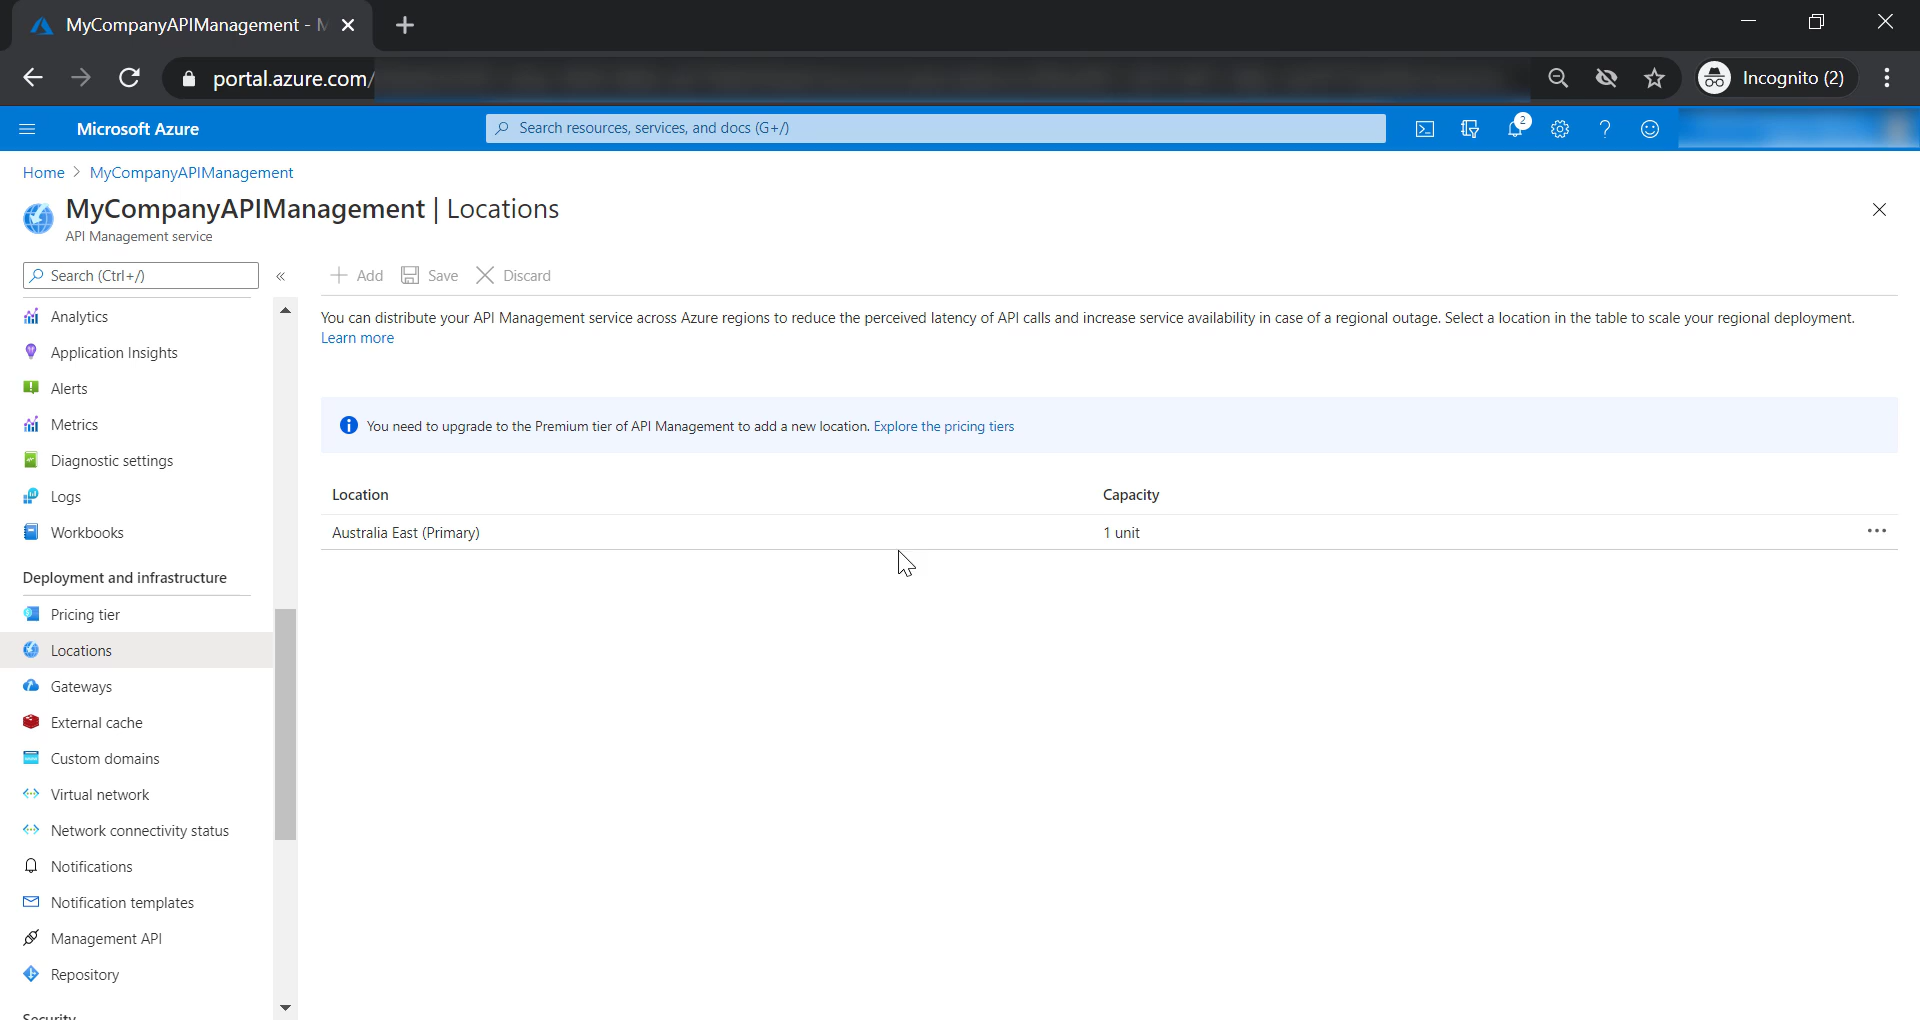 MyCompanyAPIManagement -
portal.azure.com/
Incognito (2)
Microsoft Azure
Search resources, services, and docs (G+/)
2
Home > MyCompanyAPIManagement
MyCompanyAPIManagement | Locations
API Management service
Search (Ctrl+/)
«
Add
Save
Discard
Analytics
Application Insights
Alerts
Metrics
Diagnostic settings
Logs
Workbooks
Deployment and infrastructure
Pricing tier
Locations
Gateways
External cache
Custom domains
Virtual network
Network connectivity status
Notifications
Notification templates
Management API
Repository
Security
You can distribute your API Management service across Azure regions to reduce the perceived latency of API calls and increase service availability in case of a regional outage. Select a location in the table to scale your regional deployment.
Learn more
You need to upgrade to the Premium tier of API Management to add a new location. Explore the pricing tiers
Location Capacity
Australia East (Primary) 1 unit